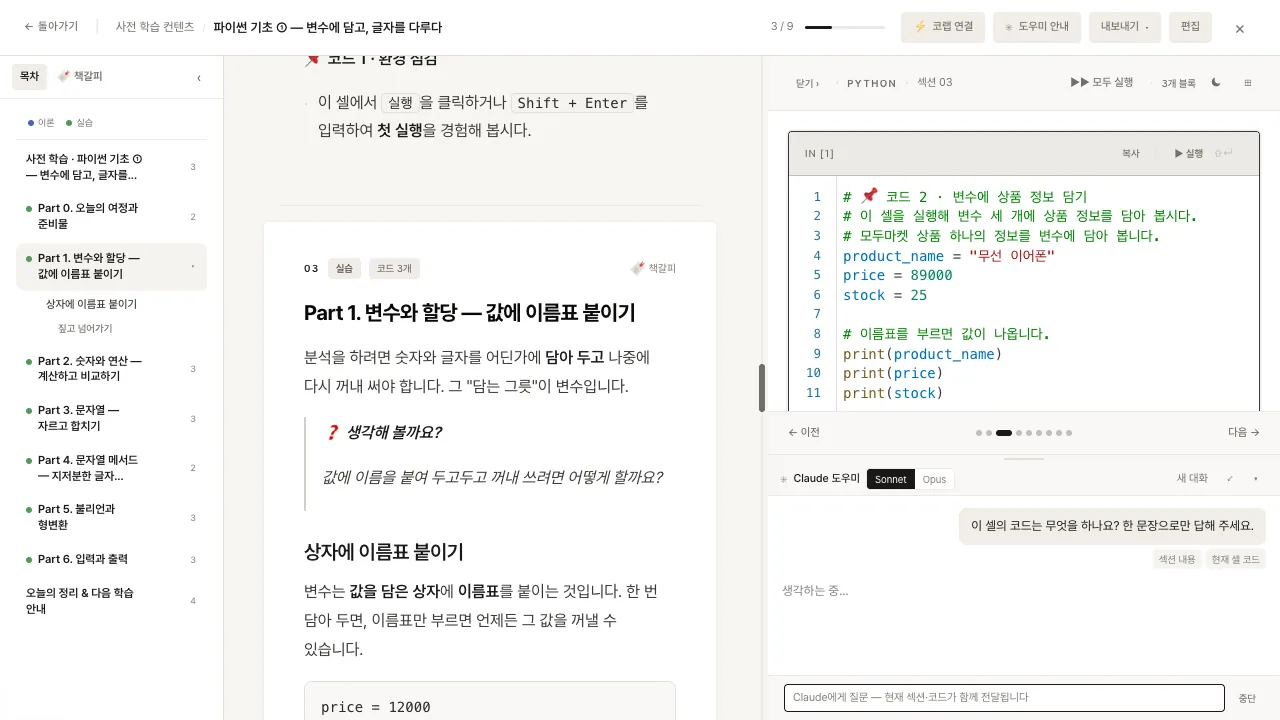 ← 돌아가기
사전 학습 컨텐츠 / 파이썬 기초 ① — 변수에 담고, 글자를 다루다
3 / 9
⚡ 코랩 연결
✳ 도우미 안내
내보내기
편집
✕
목차
책갈피
‹
이론
실습
사전 학습 · 파이썬 기초 ①
— 변수에 담고, 글자를...
3
Part 0. 오늘의 여정과
준비물
2
Part 1. 변수와 할당 —
값에 이름표 붙이기
상자에 이름표 붙이기
짚고 넘어가기
Part 2. 숫자와 연산 —
계산하고 비교하기
3
Part 3. 문자열 —
자르고 합치기
3
Part 4. 문자열 메서드
— 지저분한 글자...
2
Part 5. 불리언과
형변환
3
Part 6. 입력과 출력
3
오늘의 정리 & 다음 학습
안내
4
📌 코드 1 · 환경 점검
이 셀에서 실행 을 클릭하거나 Shift + Enter 를
입력하여 첫 실행을 경험해 봅시다.
03 실습 코드 3개
책갈피
Part 1. 변수와 할당 — 값에 이름표 붙이기
분석을 하려면 숫자와 글자를 어딘가에 담아 두고 나중에
다시 꺼내 써야 합니다. 그 "담는 그릇"이 변수입니다.
❓ 생각해 볼까요?
값에 이름을 붙여 두고두고 꺼내 쓰려면 어떻게 할까요?
상자에 이름표 붙이기
변수는 값을 담은 상자에 이름표를 붙이는 것입니다. 한 번
담아 두면, 이름표만 부르면 언제든 그 값을 꺼낼 수
있습니다.
price = 12000
닫기 › · PYTHON · 섹션 03
▶▶ 모두 실행
· 3개 블록
IN [1]
복사
▶ 실행 ⇧↵
1 # 📌 코드 2 · 변수에 상품 정보 담기
2 # 이 셀을 실행해 변수 세 개에 상품 정보를 담아 봅시다.
3 # 모두마켓 상품 하나의 정보를 변수에 담아 봅니다.
4 product_name = "무선 이어폰"
5 price = 89000
6 stock = 25
7
8 # 이름표를 부르면 값이 나옵니다.
9 print(product_name)
10 print(price)
11 print(stock)
← 이전
다음 →
✳ Claude 도우미 Sonnet Opus
새 대화
이 셀의 코드는 무엇을 하나요? 한 문장으로만 답해 주세요.
섹션 내용
현재 셀 코드
생각하는 중...
Claude에게 질문 — 현재 섹션·코드가 함께 전달됩니다
중단